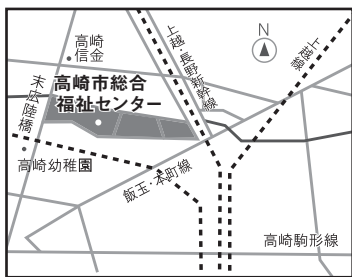 高崎
信金
末広陸橋
高崎市総合
福祉センター
上越・長野新幹線
N
上越線
高崎幼稚園
飯玉・本町線
高崎駒形線